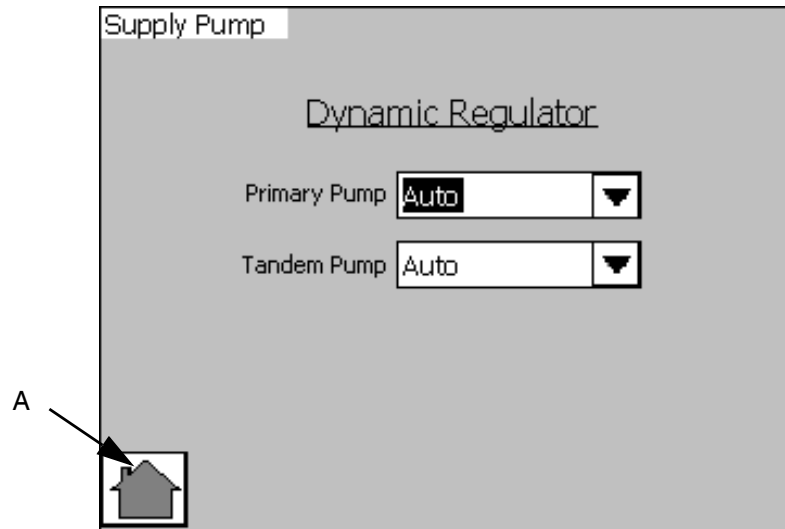 Supply Pump
Dynamic Regulator
Primary Pump Auto
Tandem Pump Auto
A